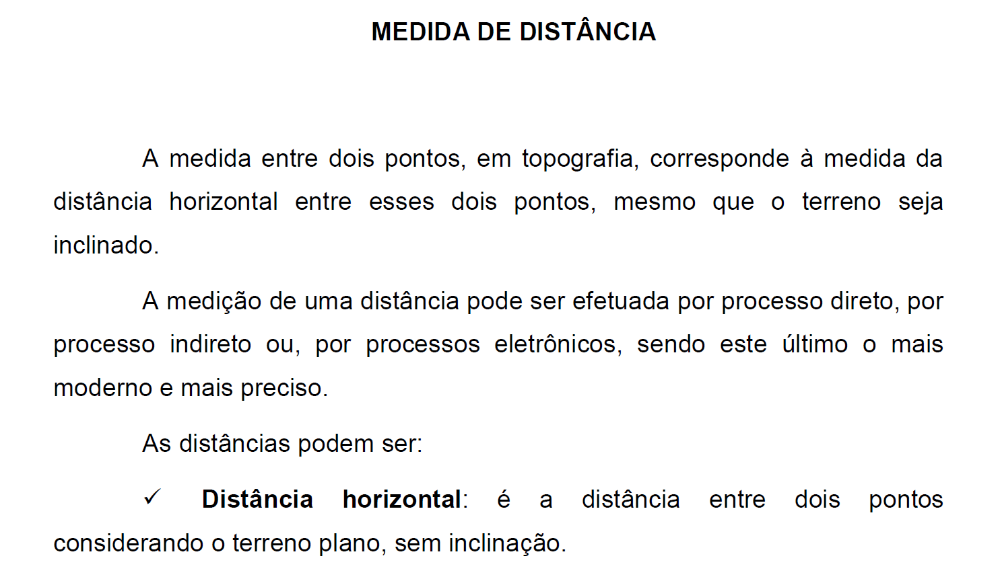 MEDIDA DE DISTÂNCIA
A medida entre dois pontos, em topografia, corresponde à medida da
distância horizontal entre esses dois pontos, mesmo que o terreno seja
inclinado.
A medição de uma distância pode ser efetuada por processo direto, por
processo indireto ou, por processos eletrônicos, sendo este último o mais
moderno e mais preciso.
As distâncias podem ser:
✓ Distância horizontal: é a distância entre dois pontos
considerando o terreno plano, sem inclinação.